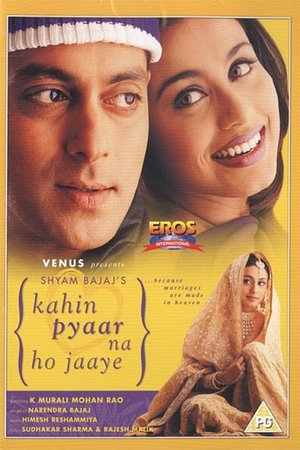 EROS
INTERNATIONAL
VENUS presents
SHYAM BAJAJ'S
...because
marriages
are made
in heaven
kahin
pyaar
na
ho jaaye
K MURALI MOHAN RAO
NARENDRA BAJAJ
HIMESH RESHAMMIYA
SUDHAKAR SHARMA & RAJESH MALIK
PG